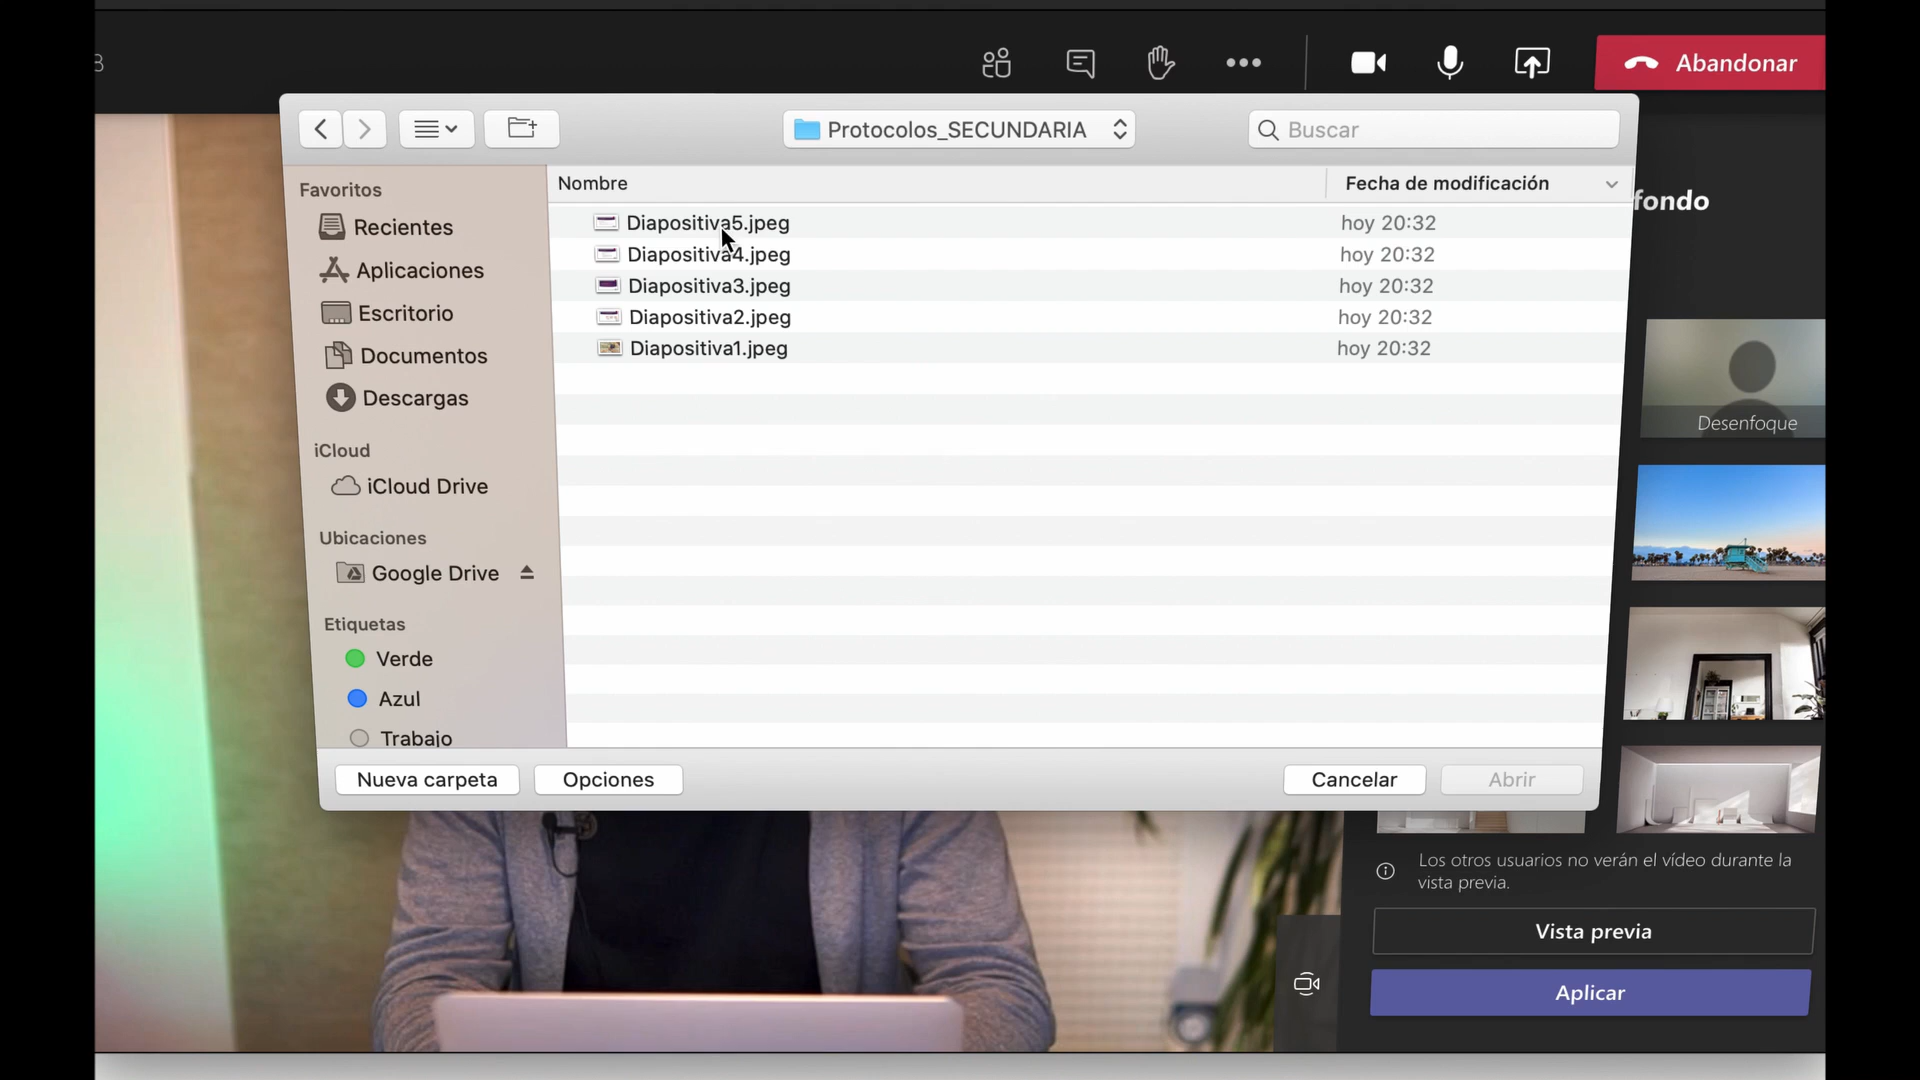 8
Abandonar
Protocolos_SECUNDARIA
Buscar
fondo
Favoritos
Recientes
Aplicaciones
Escritorio
Documentos
Descargas
iCloud
iCloud Drive
Ubicaciones
Google Drive
Etiquetas
Verde
Azul
Trabajo
Nombre
Fecha de modificación
Diapositiva5.jpeg
hoy 20:32
Diapositiva4.jpeg
hoy 20:32
Diapositiva3.jpeg
hoy 20:32
Diapositiva2.jpeg
hoy 20:32
Diapositiva1.jpeg
hoy 20:32
Nueva carpeta
Opciones
Cancelar
Abrir
Desenfoque
Los otros usuarios no verán el vídeo durante la
vista previa.
Vista previa
Aplicar